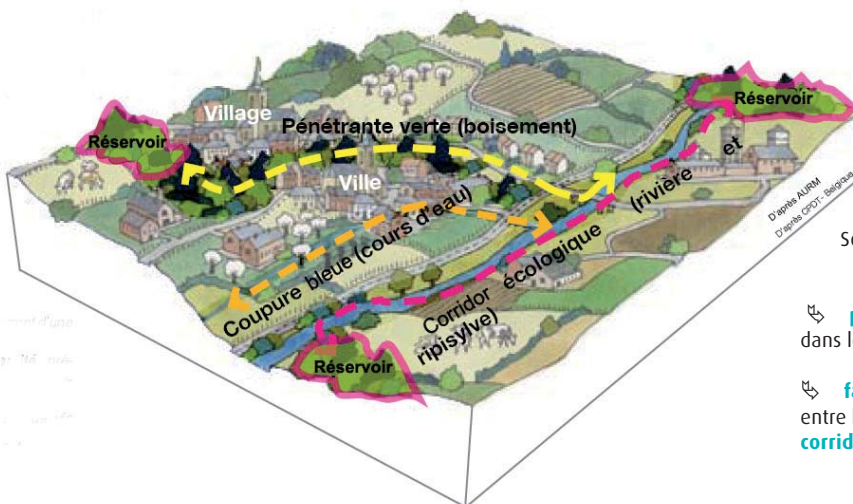 Village
Réservoir
Pénétrante verte (boisement)
Réservoir
Ville
Coupure bleue (cours d'eau)
Corridor écologique (rivière et
ripisylve)
Réservoir
D'après AURM
D'après CPDT- Belgique
dans l
entre
corrid